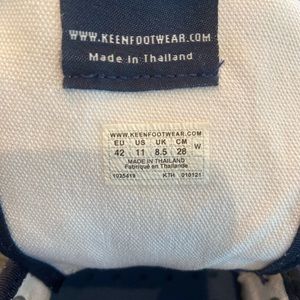 WWW.KEENFOOTWEAR.COM
Made in Thailand
WWW.KEENFOOTWEAR.COM
EU US UK CM
42 11 8.5 28 W
MADE IN THAILAND
Fabriqué en Thaïlande
1025419 KTH 010121